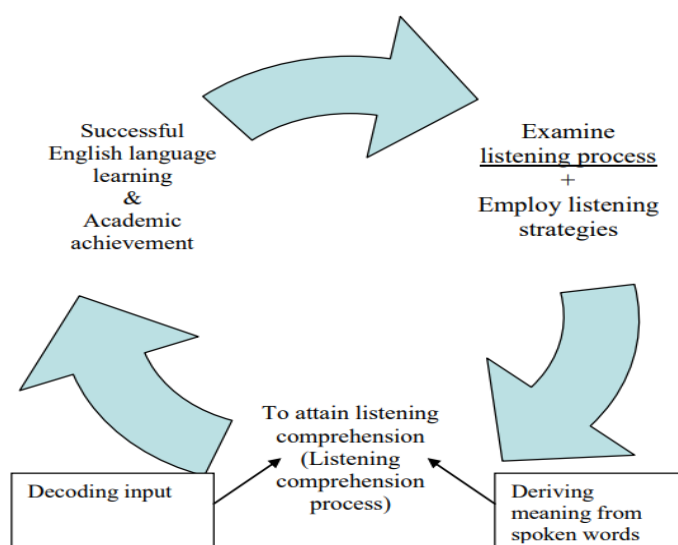 Successful
English language
learning
&
Academic
achievement
Examine
listening process
+
Employ listening
strategies
To attain listening
comprehension
(Listening
comprehension
process)
Decoding input
Deriving
meaning from
spoken words